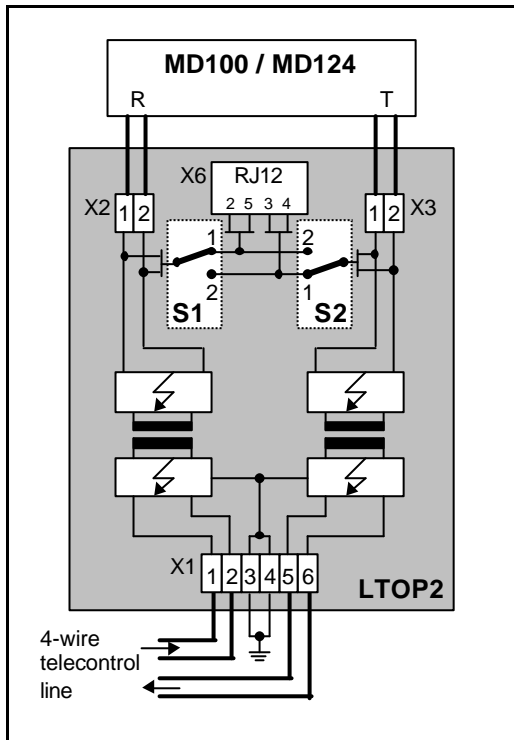 MD100 / MD124
R T
X6 RJ12
2 5 3 4
X2 1 2
1 2 X3
1 2
2 1
S1 S2
X1 1 2 3 4 5 6
LTOP2
4-wire
telecontrol
line